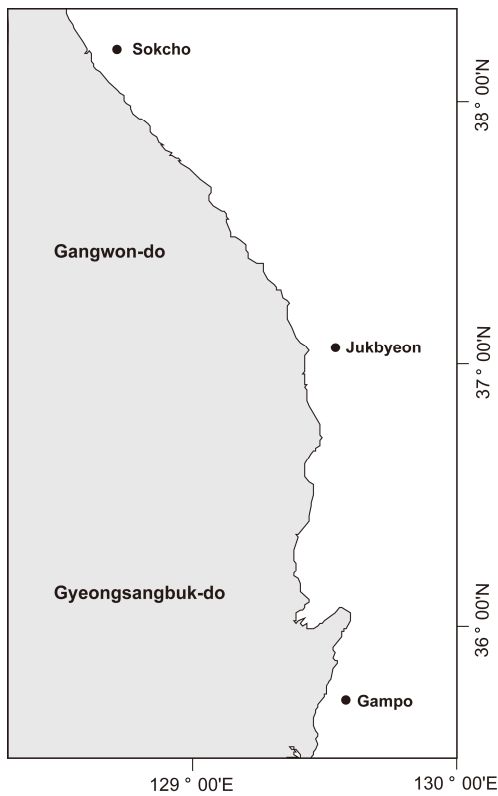 Sokcho
38 ° 00'N
Gangwon-do
Jukbyeon
37 ° 00'N
Gyeongsangbuk-do
36 ° 00'N
Gampo
129 ° 00'E
130 ° 00'E